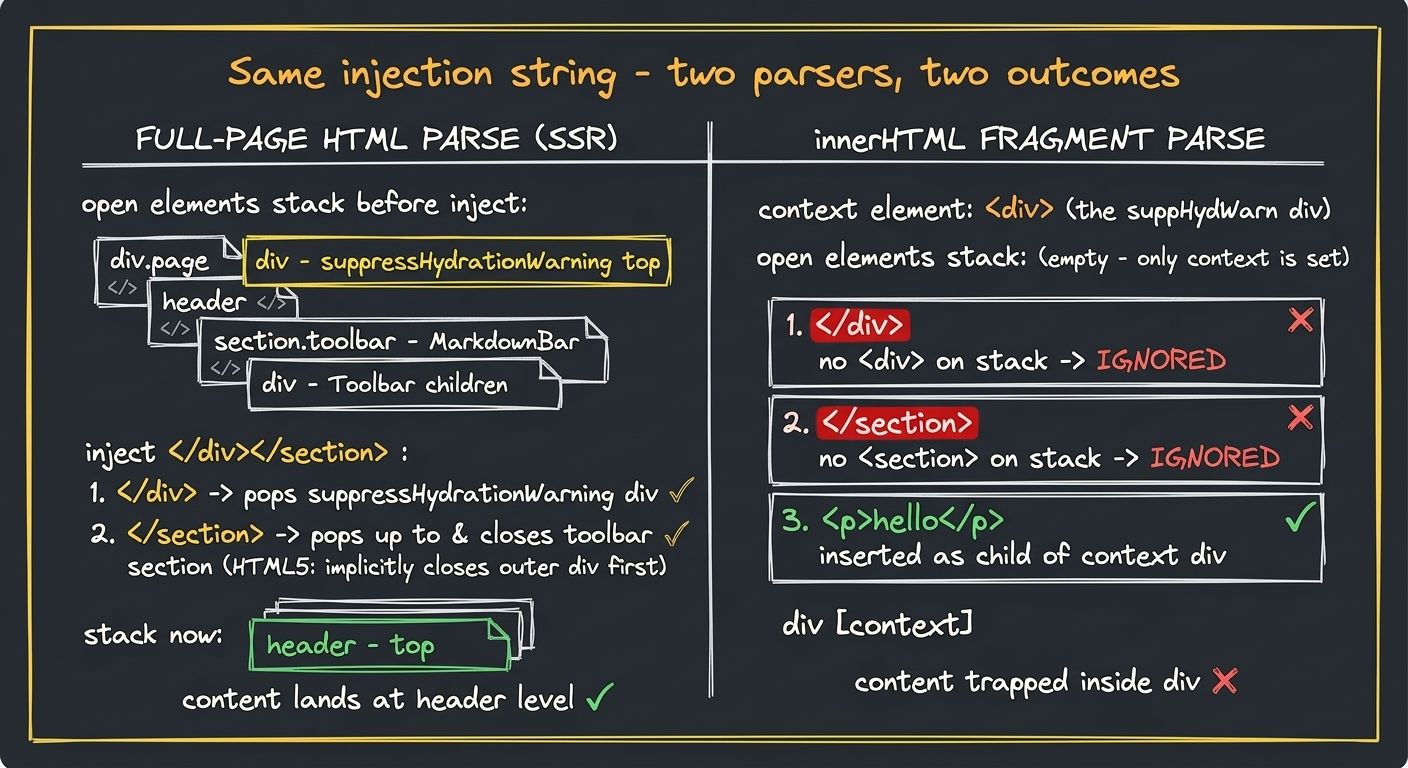 Same injection string - two parsers, two outcomes
FULL-PAGE HTML PARSE (SSR)
open elements stack before inject:
div.page
</>
div - suppressHydrationWarning top
header </>
</>
section.toolbar - MarkdownBar
</>
div - Toolbar children
inject </div></section> :
1. </div> -> pops suppressHydrationWarning div ✓
2. </section> -> pops up to & closes toolbar ✓
section (HTML5: implicitly closes outer div first)
stack now:
header - top
content lands at header level ✓
innerHTML FRAGMENT PARSE
context element: <div> (the suppHydWarn div)
open elements stack: (empty - only context is set)
1. </div> ✗
no <div> on stack -> IGNORED
2. </section> ✗
no <section> on stack -> IGNORED
3. <p>hello</p> ✓
inserted as child of context div
div [context]
content trapped inside div ✗